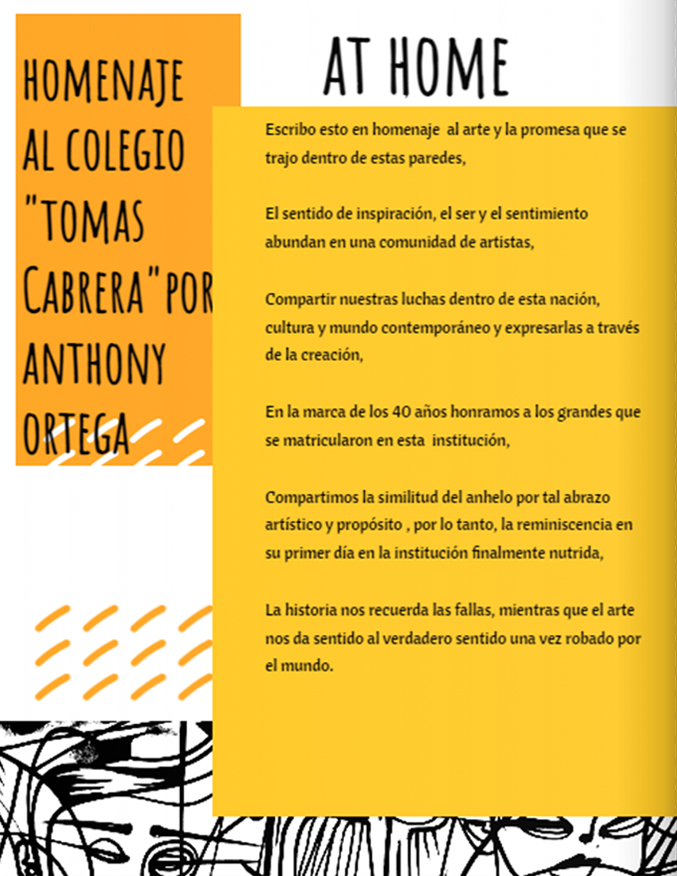 HOMENAJE
AL COLEGIO
"TOMAS
CABRERA" POR
ANTHONY
ORTEGA
AT HOME
Escribo esto en homenaje al arte y la promesa que se
trajo dentro de estas paredes,
El sentido de inspiración, el ser y el sentimiento
abundan en una comunidad de artistas,
Compartir nuestras luchas dentro de esta nación,
cultura y mundo contemporáneo y expresarlas a través
de la creación,
En la marca de los 40 años honramos a los grandes que
se matricularon en esta institución,
Compartimos la similitud del anhelo por tal abrazo
artístico y propósito , por lo tanto, la reminiscencia en
su primer día en la institución finalmente nutrida,
La historia nos recuerda las fallas, mientras que el arte
nos da sentido al verdadero sentido una vez robado por
el mundo.